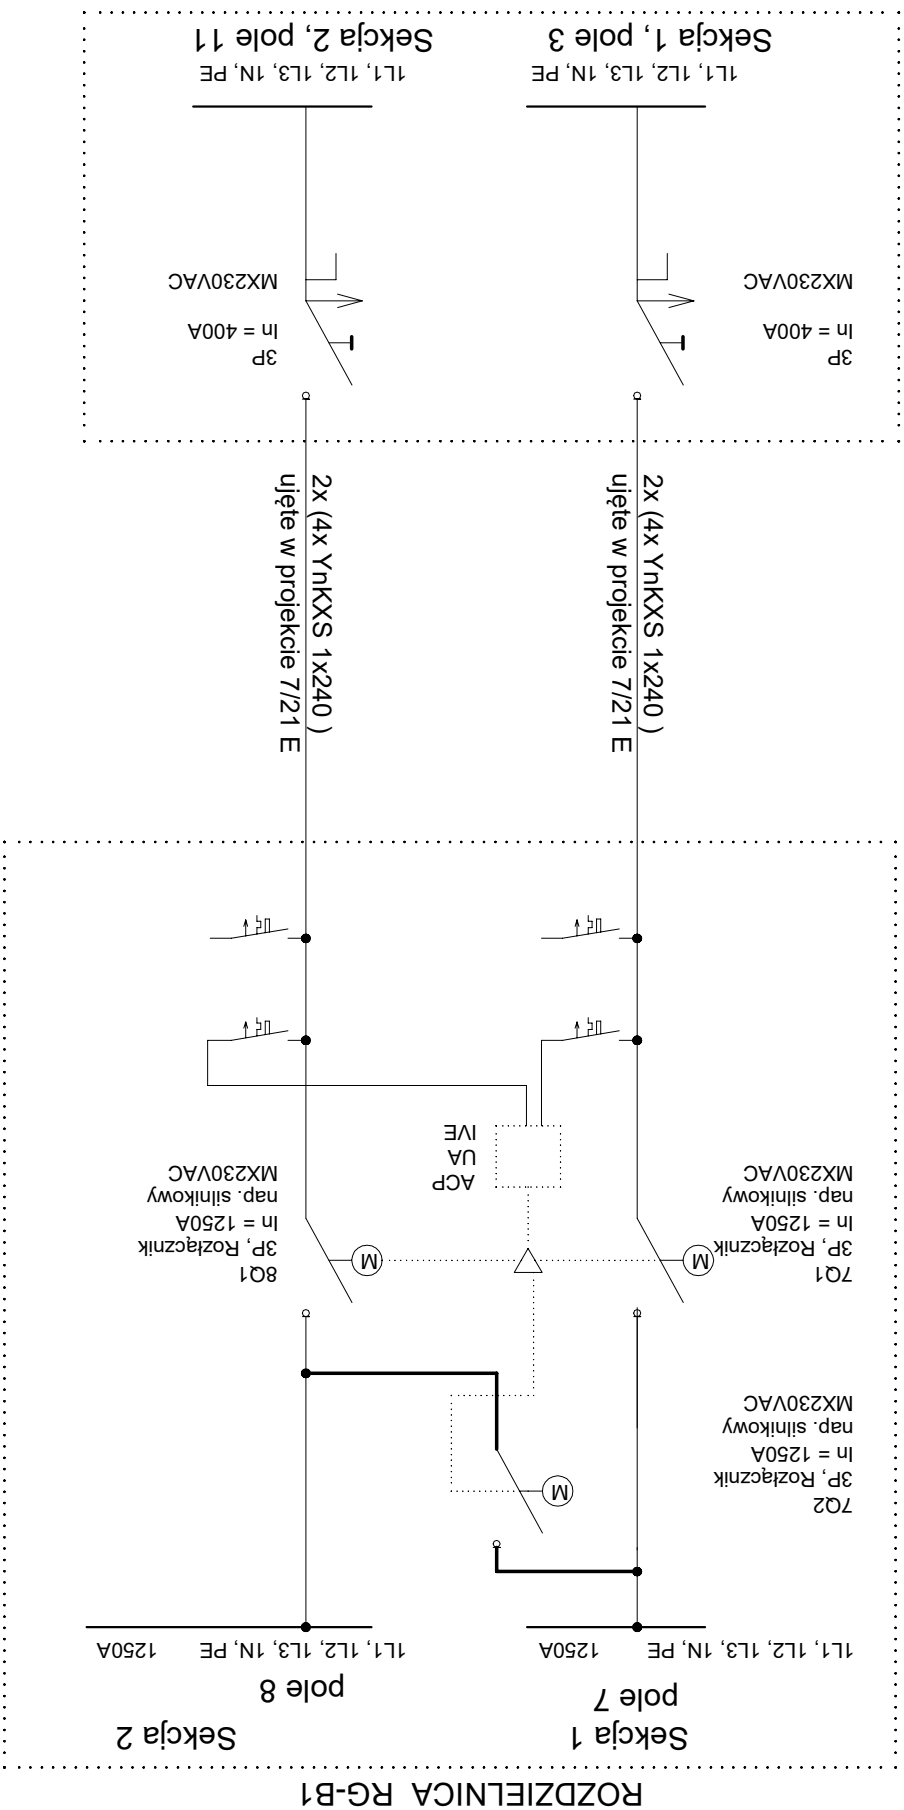 ROZDZIELNICA RG-B1
Sekcja 1
pole 7
Sekcja 2
pole 8
1L1, 1L2, 1L3, 1N, PE
1250A
1L1, 1L2, 1L3, 1N, PE
1250A
7Q2
3P, Rozłącznik
In = 1250A
nap. silnikowy
MX230VAC
M
7Q1
3P, Rozłącznik
In = 1250A
nap. silnikowy
MX230VAC
M
M
8Q1
3P, Rozłącznik
In = 1250A
nap. silnikowy
MX230VAC
ACP
UA
IVE
2x (4x YnKXS 1x240 )
ujęte w projekcie 7/21 E
2x (4x YnKXS 1x240 )
ujęte w projekcie 7/21 E
3P
In = 400A
MX230VAC
3P
In = 400A
MX230VAC
1L1, 1L2, 1L3, 1N, PE
Sekcja 1, pole 3
1L1, 1L2, 1L3, 1N, PE
Sekcja 2, pole 11